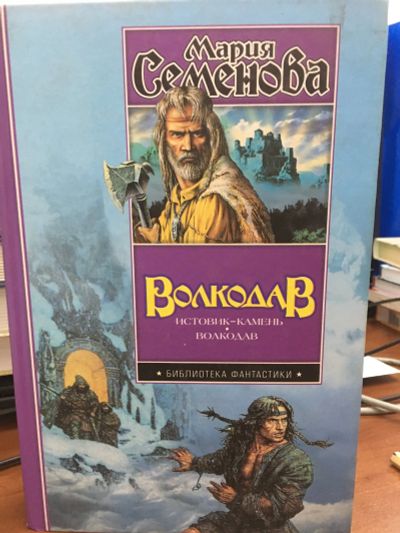 Мария
Семенова
Волкодав
ИСТОВИК-КАМЕНЬ
•
ВОЛКОДАВ
★ БИБЛИОТЕКА ФАНТАСТИКИ ★